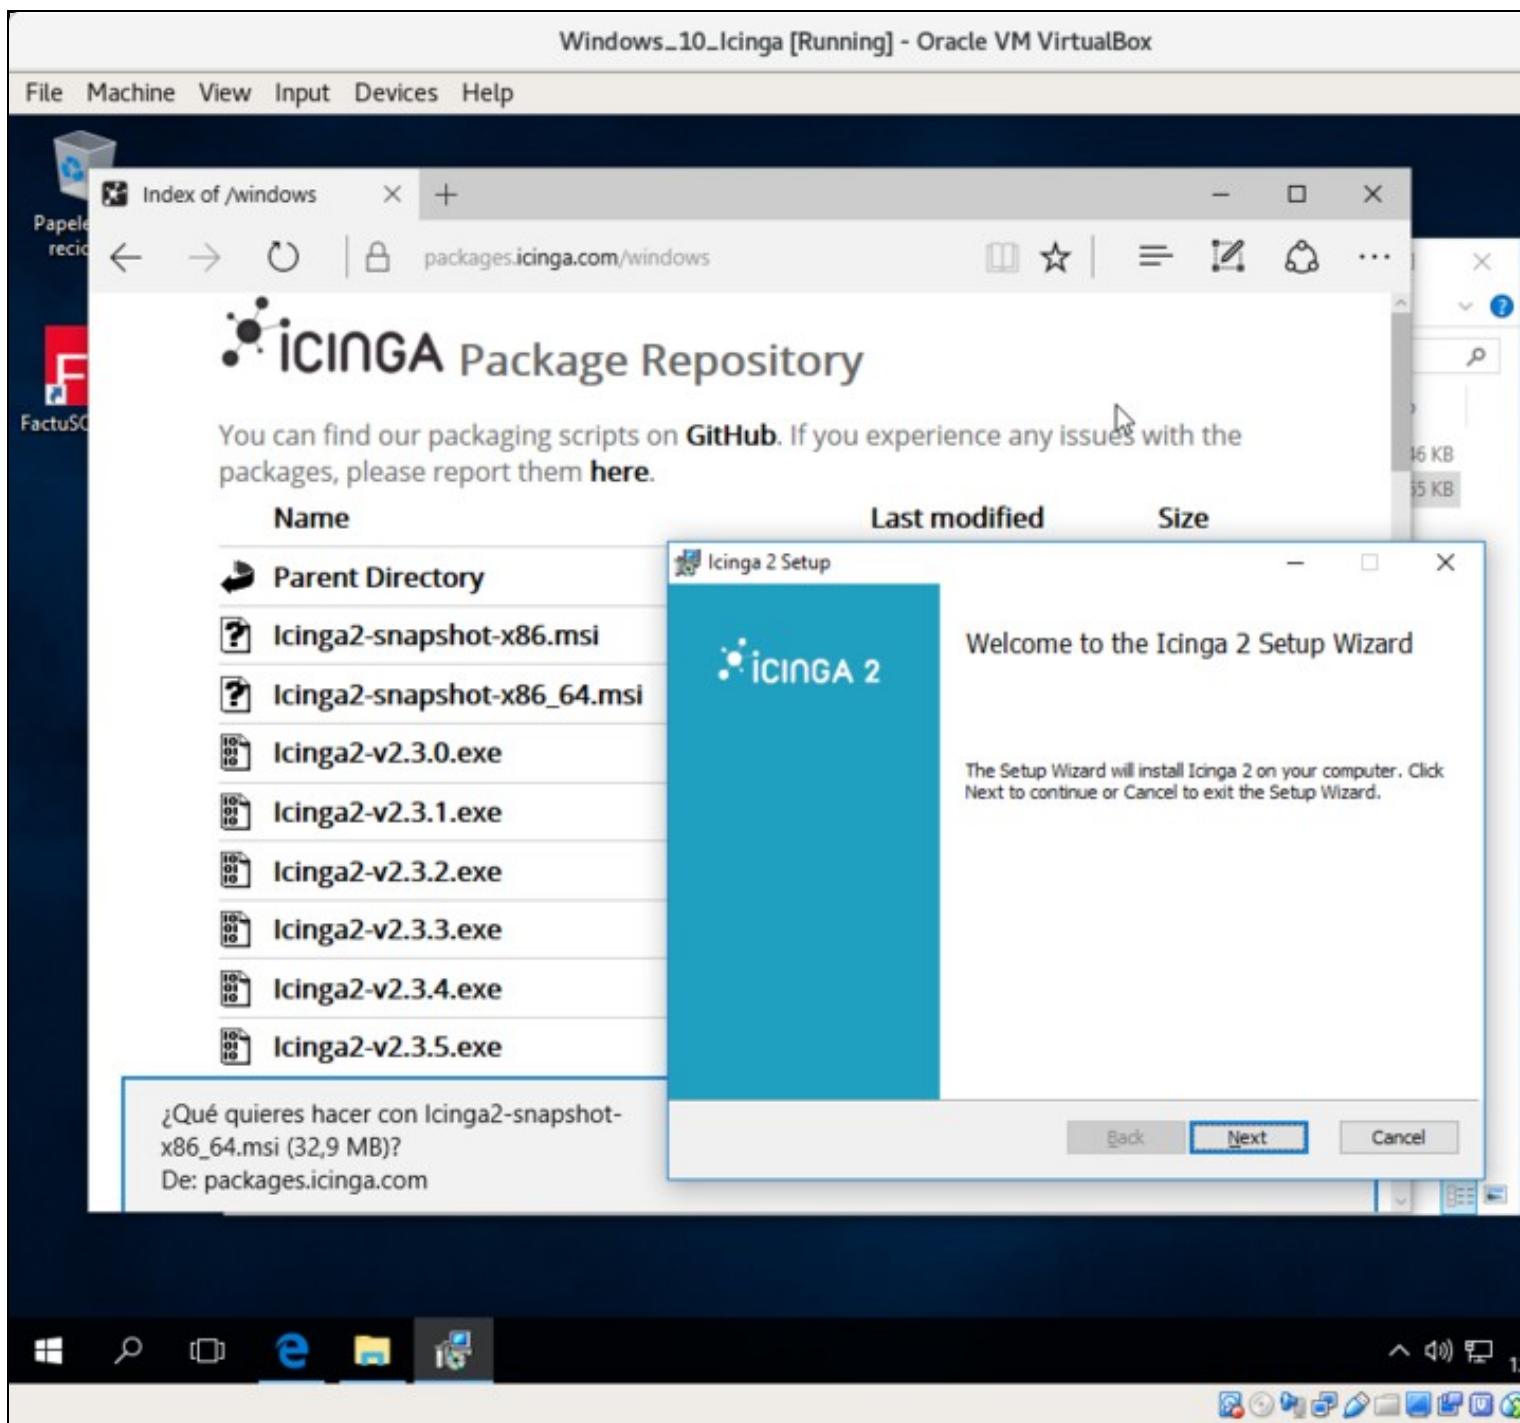 Windows_10_Icinga [Running] - Oracle VM VirtualBox
File Machine View Input Devices Help
Index of /windows
packages.icinga.com/windows
ICINGA Package Repository
You can find our packaging scripts on GitHub. If you experience any issues with the
packages, please report them here.
Name Last modified Size
Parent Directory
Icinga2-snapshot-x86.msi
Icinga2-snapshot-x86_64.msi
Icinga2-v2.3.0.exe
Icinga2-v2.3.1.exe
Icinga2-v2.3.2.exe
Icinga2-v2.3.3.exe
Icinga2-v2.3.4.exe
Icinga2-v2.3.5.exe
¿Qué quieres hacer con Icinga2-snapshot-
x86_64.msi (32,9 MB)?
De: packages.icinga.com
Icinga 2 Setup
ICINGA 2
Welcome to the Icinga 2 Setup Wizard
The Setup Wizard will install Icinga 2 on your computer. Click
Next to continue or Cancel to exit the Setup Wizard.
Back Next Cancel
Papele
recic
FactuSO
KB
KB